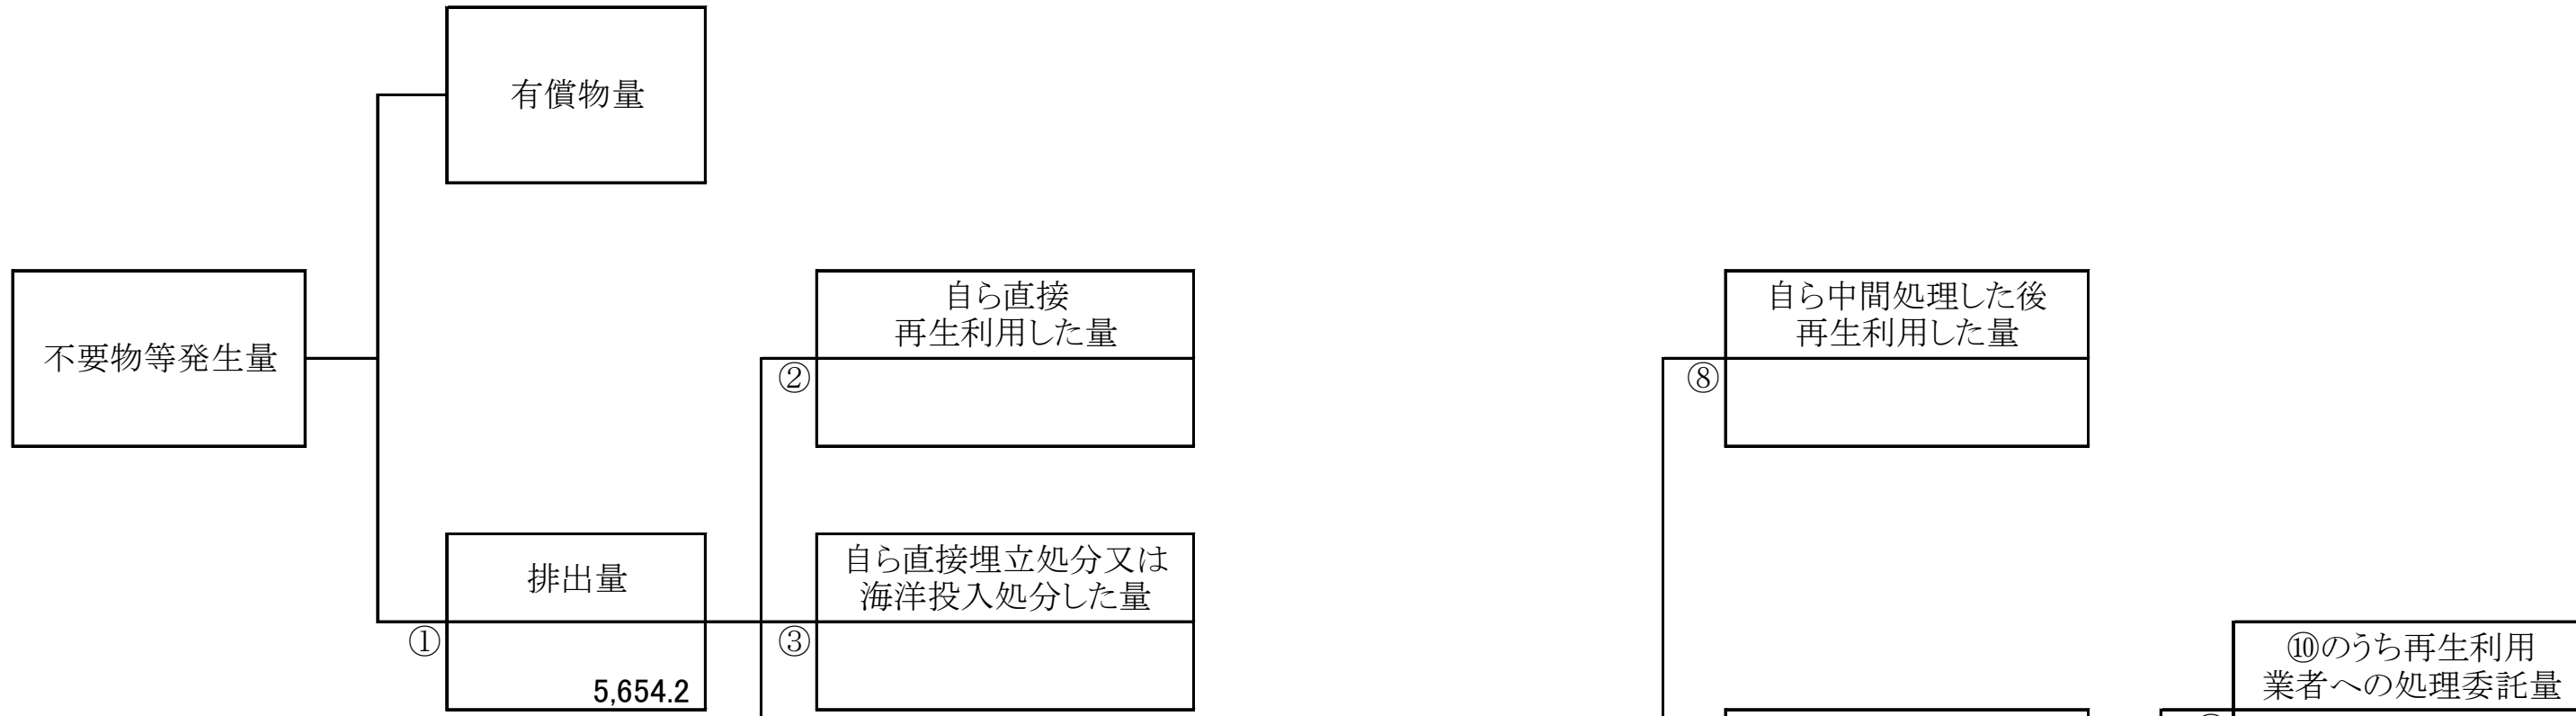 有償物量
不要物等発生量
自ら直接
再生利用した量
②
自ら中間処理した後
再生利用した量
⑧
排出量
①
5,654.2
自ら直接埋立処分又は
海洋投入処分した量
③
⑩のうち再生利用
業者への処理委託量